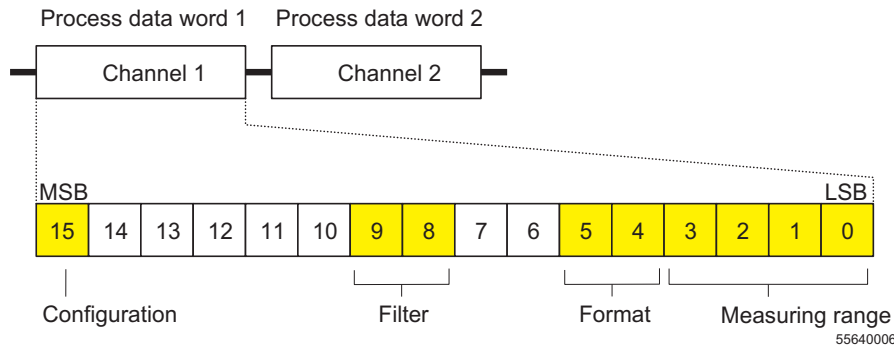 Process data word 1 Process data word 2
Channel 1 Channel 2
MSB LSB
15 14 13 12 11 10 9 8 7 6 5 4 3 2 1 0
Configuration Filter Format Measuring range
55640006